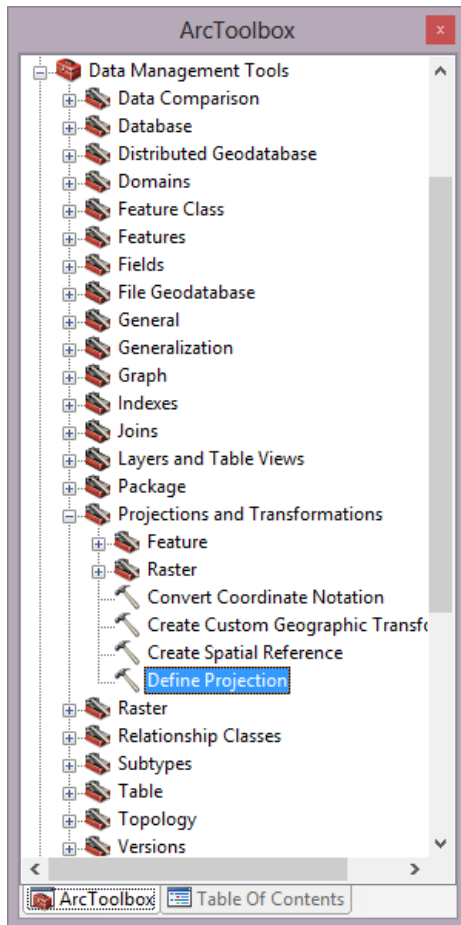 ArcToolbox
x
Data Management Tools
Data Comparison
Database
Distributed Geodatabase
Domains
Feature Class
Features
Fields
File Geodatabase
General
Generalization
Graph
Indexes
Joins
Layers and Table Views
Package
Projections and Transformations
Feature
Raster
Convert Coordinate Notation
Create Custom Geographic Transfo
Create Spatial Reference
Define Projection
Raster
Relationship Classes
Subtypes
Table
Topology
Versions
ArcToolbox Table Of Contents